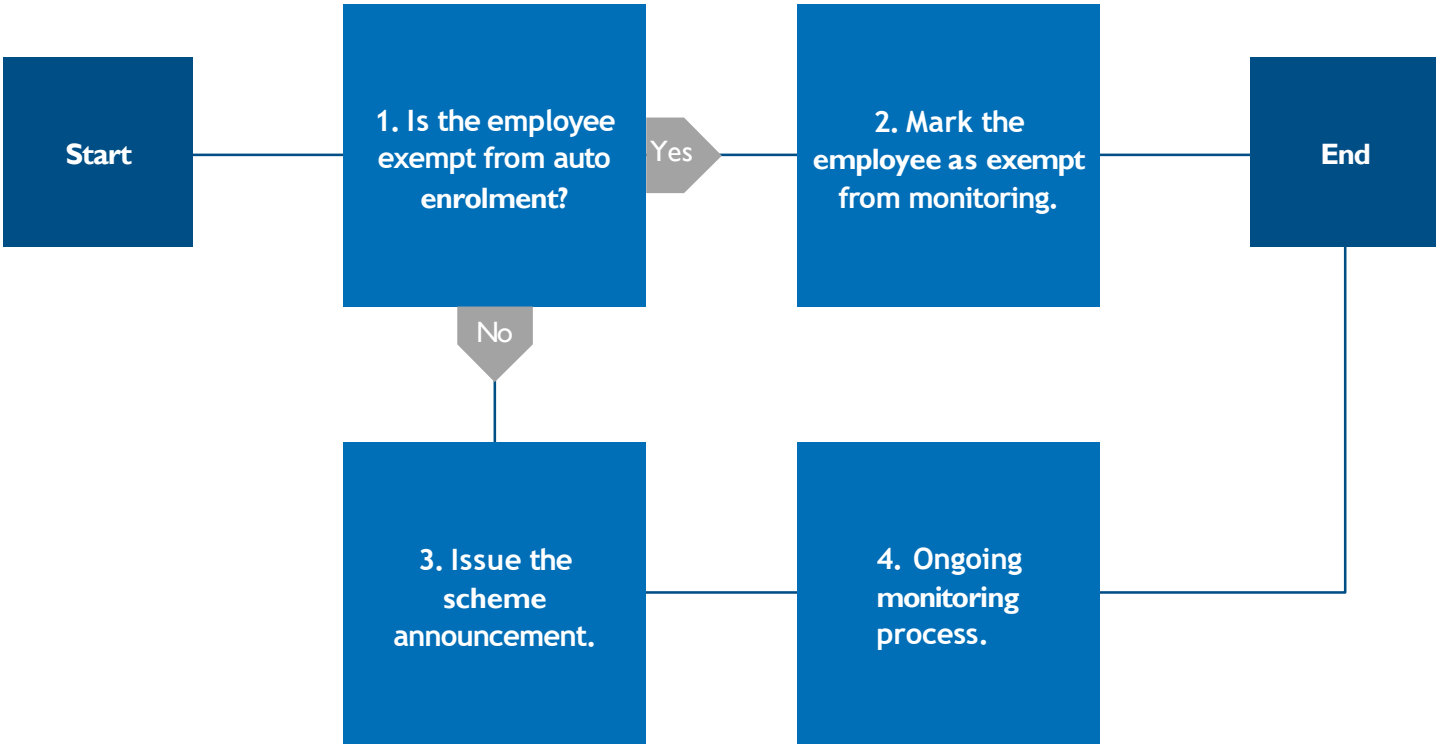 Start
1. Is the employee
exempt from auto
enrolment?
Yes
2. Mark the
employee as exempt
from monitoring.
End
No
3. Issue the
scheme
announcement.
4. Ongoing
monitoring
process.